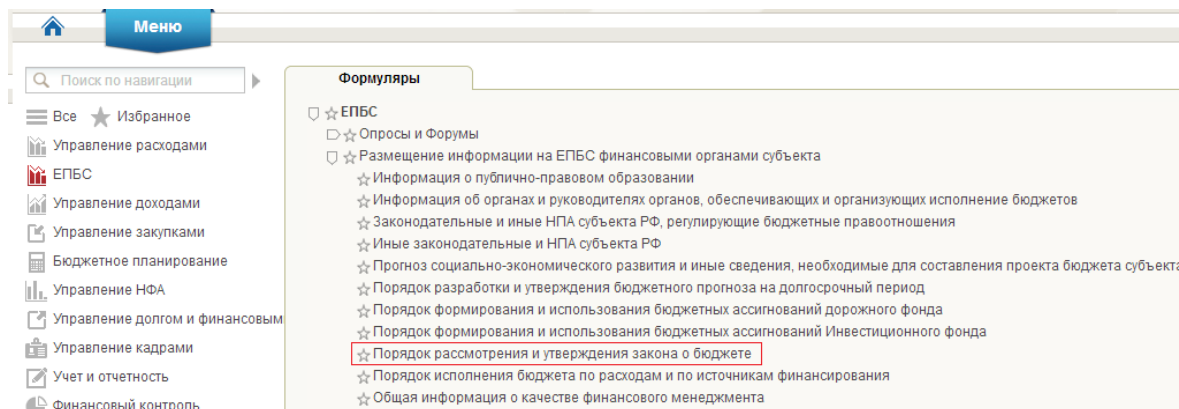 Меню
Поиск по навигации
Все Избранное
Управление расходами
ЕПБС
Управление доходами
Управление закупками
Бюджетное планирование
Управление НФА
Управление долгом и финансовым
Управление кадрами
Учет и отчетность
Финансовый контроль
Формуляры
ЕПБС
Опросы и Форумы
Размещение информации на ЕПБС финансовыми органами субъекта
Информация о публично-правовом образовании
Информация об органах и руководителях органов, обеспечивающих и организующих исполнение бюджетов
Законодательные и иные НПА субъекта РФ, регулирующие бюджетные правоотношения
Иные законодательные и НПА субъекта РФ
Прогноз социально-экономического развития и иные сведения, необходимые для составления проекта бюджета субъекта
Порядок разработки и утверждения бюджетного прогноза на долгосрочный период
Порядок формирования и использования бюджетных ассигнований дорожного фонда
Порядок формирования и использования бюджетных ассигнований Инвестиционного фонда
Порядок рассмотрения и утверждения закона о бюджете
Порядок исполнения бюджета по расходам и по источникам финансирования
Общая информация о качестве финансового менеджмента